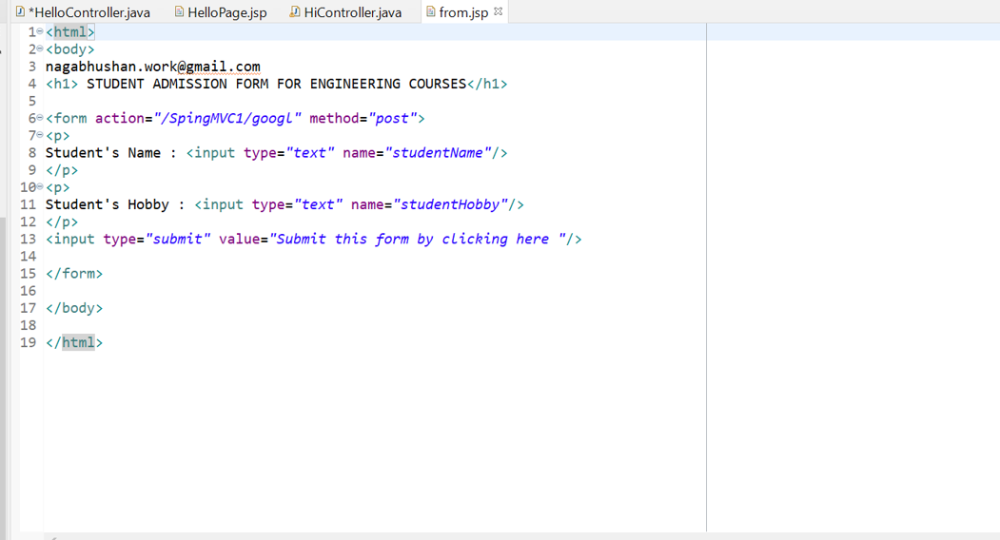 *HelloController.java HelloPage.jsp HiController.java from.jsp
1 <html>
2 <body>
3 nagabhushan.work@gmail.com
4 <h1> STUDENT ADMISSION FORM FOR ENGINEERING COURSES</h1>
5
6 <form action="/SpingMVC1/googl" method="post">
7 <p>
8 Student's Name : <input type="text" name="studentName"/>
9 </p>
10 <p>
11 Student's Hobby : <input type="text" name="studentHobby"/>
12 </p>
13 <input type="submit" value="Submit this form by clicking here "/>
14
15 </form>
16
17 </body>
18
19 </html>